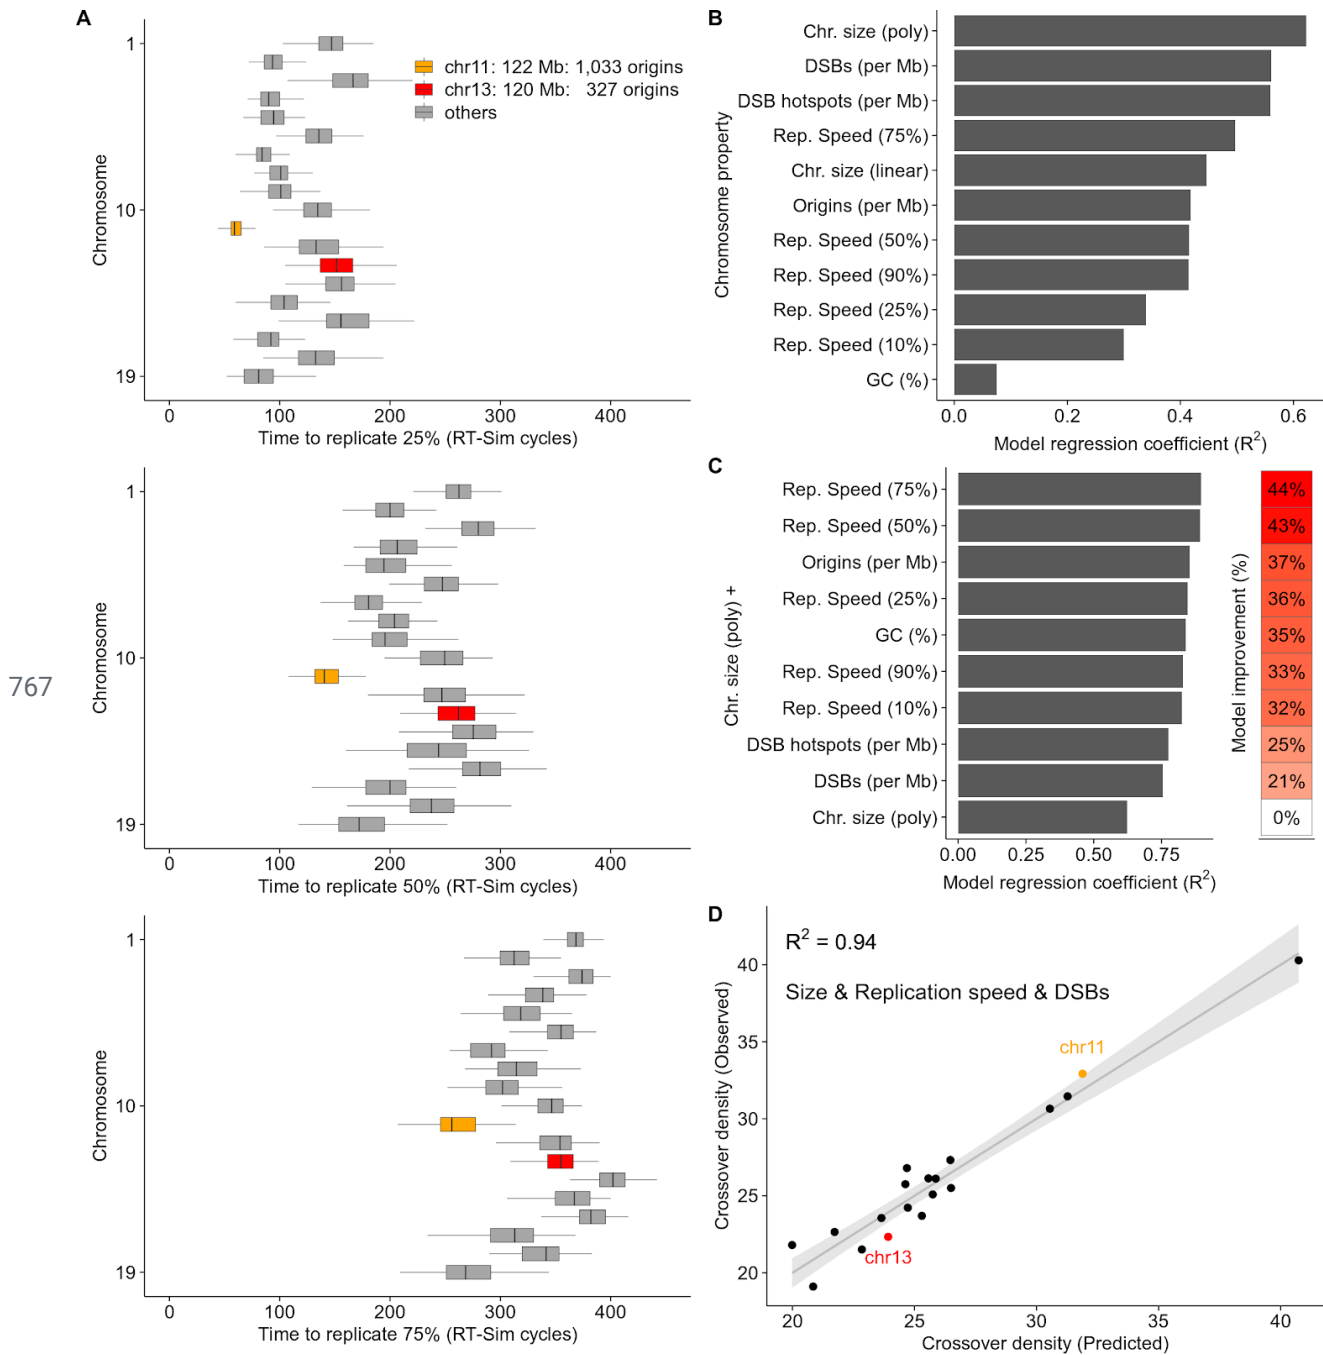 A
1
10
19
Chromosome
chr11: 122 Mb: 1,033 origins
chr13: 120 Mb: 327 origins
others
0 100 200 300 400
Time to replicate 25% (RT-Sim cycles)
1
10
19
Chromosome
0 100 200 300 400
Time to replicate 50% (RT-Sim cycles)
767
1
10
19
Chromosome
0 100 200 300 400
Time to replicate 75% (RT-Sim cycles)
B
Chromosome property
Chr. size (poly)
DSBs (per Mb)
DSB hotspots (per Mb)
Rep. Speed (75%)
Chr. size (linear)
Origins (per Mb)
Rep. Speed (50%)
Rep. Speed (90%)
Rep. Speed (25%)
Rep. Speed (10%)
GC (%)
0.0 0.2 0.4 0.6
Model regression coefficient (R²)
C
Chr. size (poly) +
Rep. Speed (75%)
Rep. Speed (50%)
Origins (per Mb)
Rep. Speed (25%)
GC (%)
Rep. Speed (90%)
Rep. Speed (10%)
DSB hotspots (per Mb)
DSBs (per Mb)
Chr. size (poly)
0.00 0.25 0.50 0.75
Model regression coefficient (R²)
Model improvement (%)
44%
43%
37%
36%
35%
33%
32%
25%
21%
0%
D
R² = 0.94
Size & Replication speed & DSBs
chr11
chr13
Crossover density (Observed)
40
35
30
25
20
20 25 30 35 40
Crossover density (Predicted)